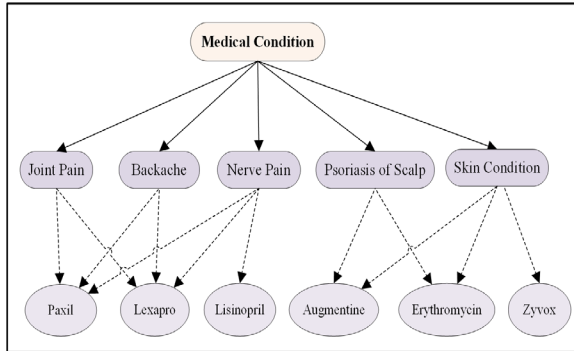 Medical Condition
Joint Pain
Backache
Nerve Pain
Psoriasis of Scalp
Skin Condition
Paxil
Lexapro
Lisinopril
Augmentine
Erythromycin
Zyvox